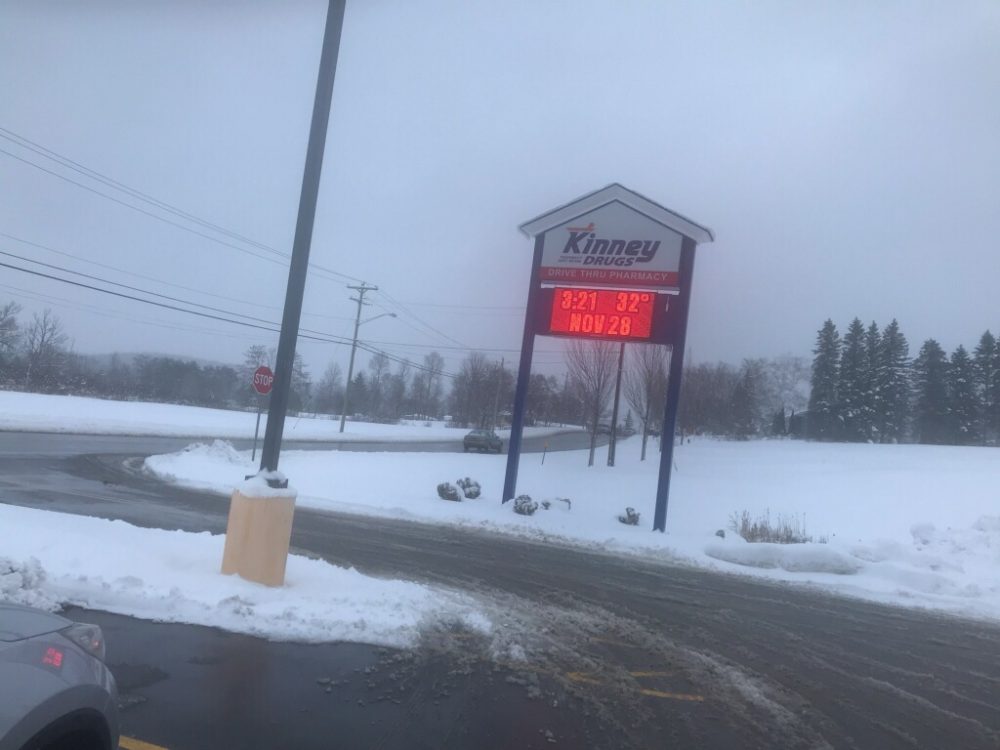 Kinney
DRUGS
DRIVE THRU PHARMACY
3:21 32°
NOV 28
STOP